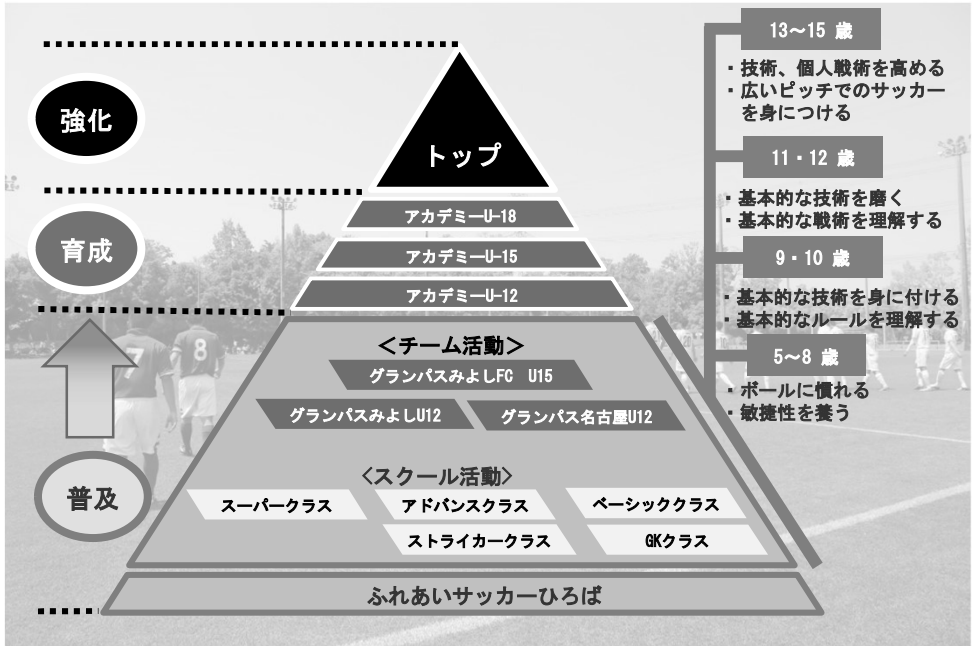 強化
育成
普及
トップ
アカデミーU-18
アカデミーU-15
アカデミーU-12
<チーム活動>
グランパスみよしFC U15
グランパスみよしU12
グランパス名古屋U12
<スクール活動>
スーパークラス
アドバンスクラス
ベーシッククラス
ストライカークラス
GKクラス
ふれあいサッカーひろば
13～15 歳
・技術、個人戦術を高める
・広いピッチでのサッカー
を身につける
11・12 歳
・基本的な技術を磨く
・基本的な戦術を理解する
9・10 歳
・基本的な技術を身に付ける
・基本的なルールを理解する
5～8 歳
・ボールに慣れる
・敏捷性を養う
7
8